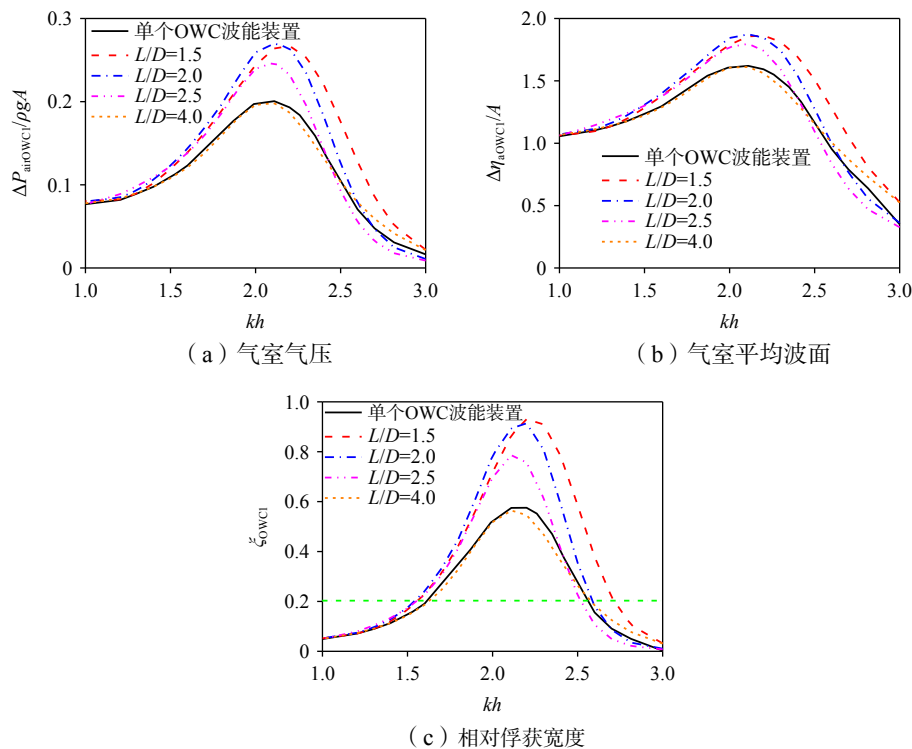 0.3
0.2
0.1
0
ΔP_airOWC1/ρgA
单个OWC波能装置
L/D=1.5
L/D=2.0
L/D=2.5
L/D=4.0
1.0 1.5 2.0 2.5 3.0
kh
（a）气室气压
2.0
1.5
1.0
0.5
0
Δη_aOWC1/A
单个OWC波能装置
L/D=1.5
L/D=2.0
L/D=2.5
L/D=4.0
1.0 1.5 2.0 2.5 3.0
kh
（b）气室平均波面
1.0
0.8
0.6
0.4
0.2
0
ξ_OWC1
单个OWC波能装置
L/D=1.5
L/D=2.0
L/D=2.5
L/D=4.0
1.0 1.5 2.0 2.5 3.0
kh
（c）相对俘获宽度